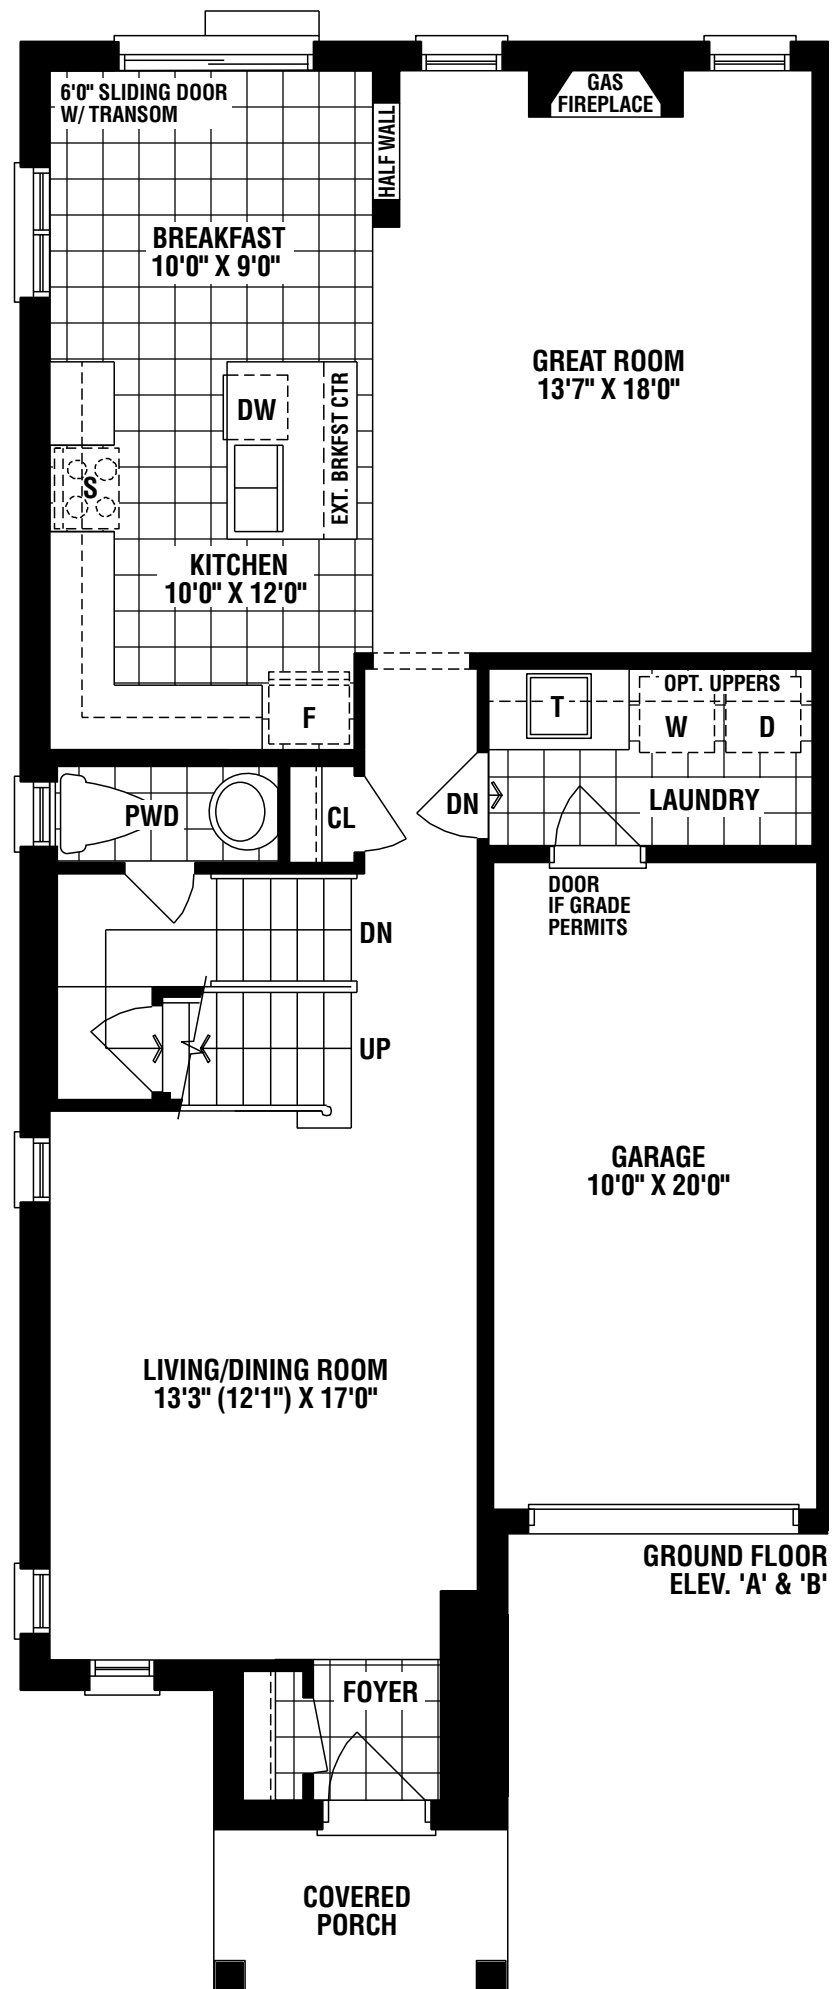 6'0" SLIDING DOOR
W/ TRANSOM
HALF WALL
GAS
FIREPLACE
BREAKFAST
10'0" X 9'0"
GREAT ROOM
13'7" X 18'0"
DW
EXT. BRKFST CTR
S
KITCHEN
10'0" X 12'0"
F
T
OPT. UPPERS
W
D
PWD
CL
DN
LAUNDRY
DOOR
IF GRADE
PERMITS
DN
UP
GARAGE
10'0" X 20'0"
LIVING/DINING ROOM
13'3" (12'1") X 17'0"
GROUND FLOOR
ELEV. 'A' & 'B'
FOYER
COVERED
PORCH